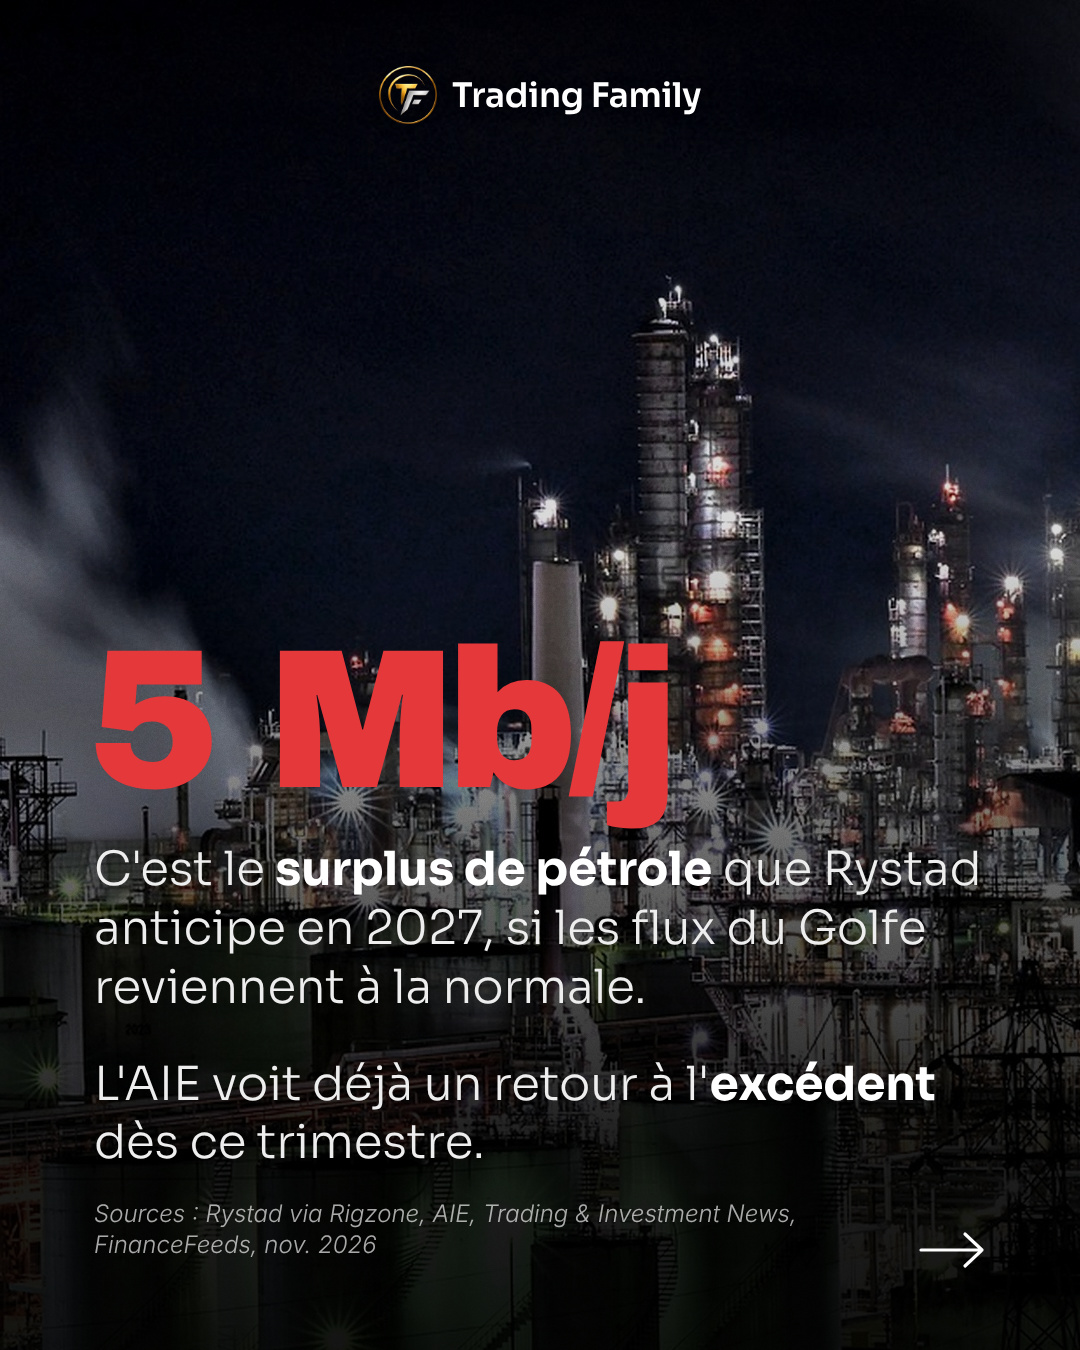 Trading Family
5 Mb/j
C'est le surplus de pétrole que Rystad
anticipe en 2027, si les flux du Golfe
reviennent à la normale.
L'AIE voit déjà un retour à l'excédent
dès ce trimestre.
Sources : Rystad via Rigzone, AIE, Trading & Investment News,
FinanceFeeds, nov. 2026